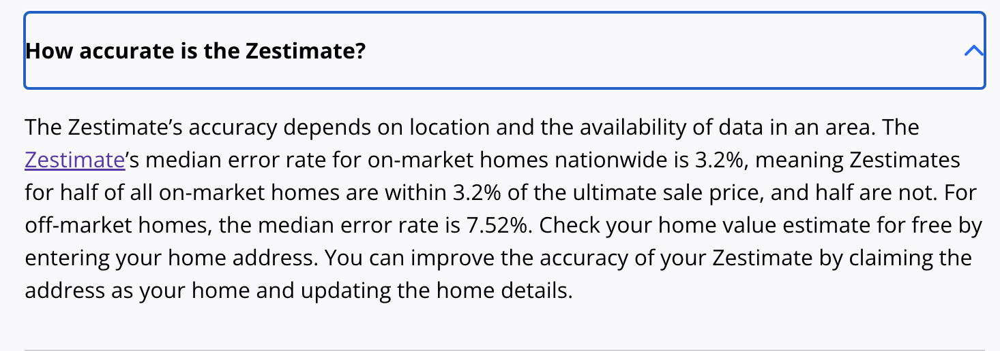 How accurate is the Zestimate?
The Zestimate’s accuracy depends on location and the availability of data in an area. The
Zestimate’s median error rate for on-market homes nationwide is 3.2%, meaning Zestimates
for half of all on-market homes are within 3.2% of the ultimate sale price, and half are not. For
off-market homes, the median error rate is 7.52%. Check your home value estimate for free by
entering your home address. You can improve the accuracy of your Zestimate by claiming the
address as your home and updating the home details.